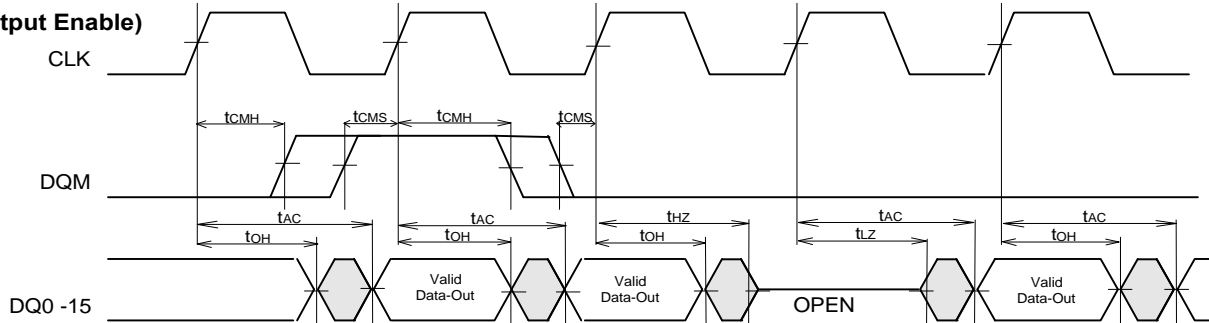 tput Enable)
CLK
tCMH
tCMS
tCMH
tCMS
DQM
tAC
tAC
tHZ
tAC
tAC
tOH
tOH
tOH
tLZ
tOH
Valid
Data-Out
Valid
Data-Out
OPEN
Valid
Data-Out
DQ0 -15